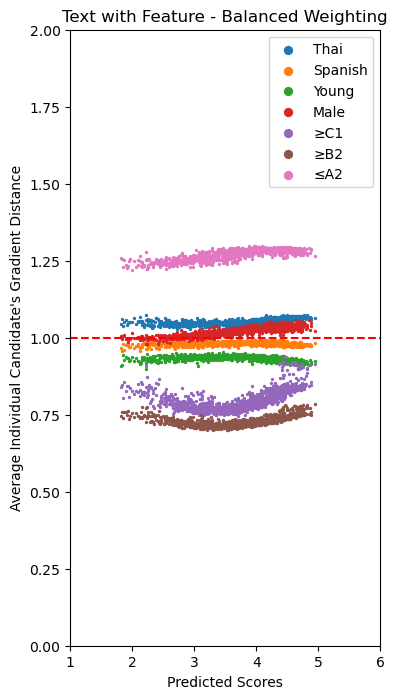 Text with Feature - Balanced Weighting
2.00
1.75
1.50
1.25
1.00
0.75
0.50
0.25
0.00
Average Individual Candidate's Gradient Distance
Thai
Spanish
Young
Male
≥C1
≥B2
≤A2
1 2 3 4 5 6
Predicted Scores